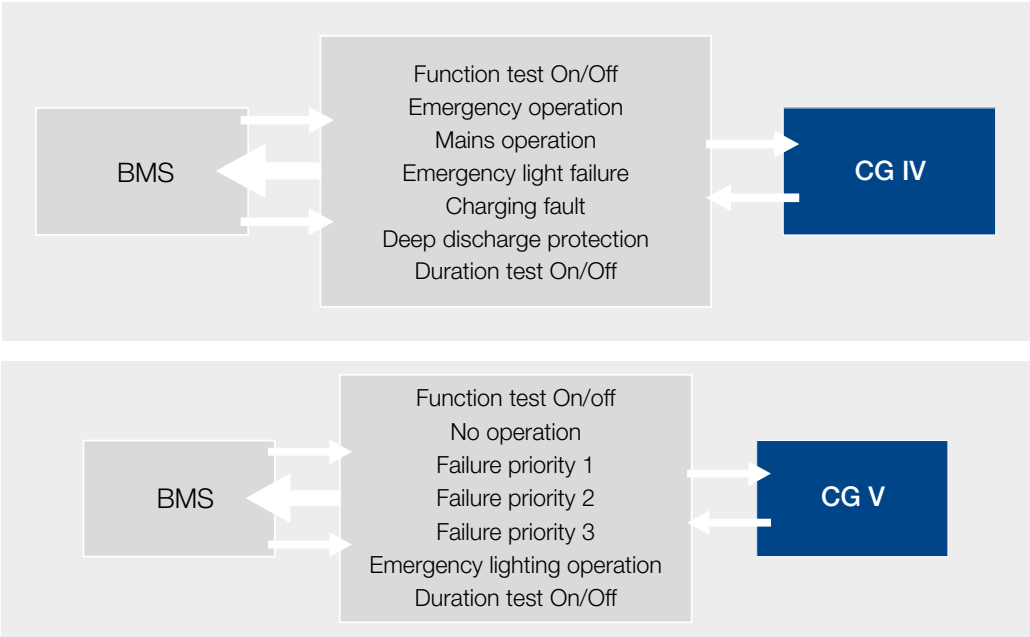 BMS
Function test On/Off
Emergency operation
Mains operation
Emergency light failure
Charging fault
Deep discharge protection
Duration test On/Off
CG IV
BMS
Function test On/off
No operation
Failure priority 1
Failure priority 2
Failure priority 3
Emergency lighting operation
Duration test On/Off
CG V